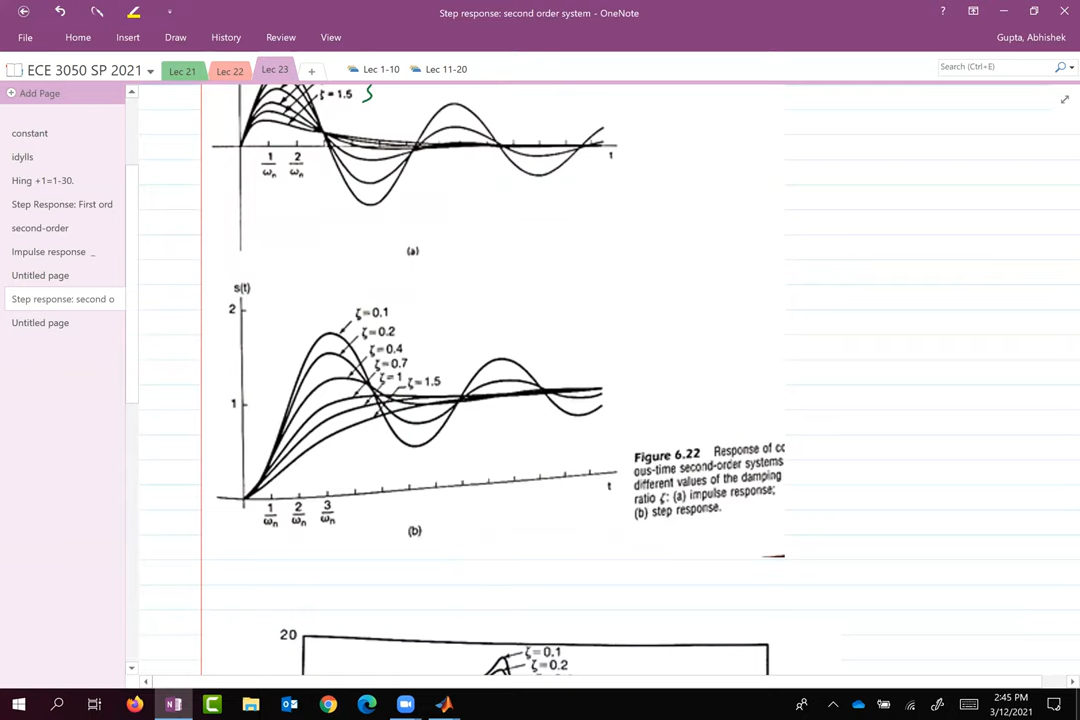 Step response: second order system - OneNote
?
File Home Insert Draw History Review View
Gupta, Abhishek
ECE 3050 SP 2021
Lec 21
Lec 22
Lec 23
+
Lec 1-10
Lec 11-20
Search (Ctrl+E)
Add Page
constant
idylls
Hing +1=1-30.
Step Response: First ord
second-order
Impulse response _
Untitled page
Step response: second o
Untitled page
ζ = 1.5
t
1/ωn 2/ωn
(a)
s(t)
2
1
ζ=0.1
ζ=0.2
ζ=0.4
ζ=0.7
ζ=1
ζ=1.5
t
1/ωn 2/ωn 3/ωn
(b)
Figure 6.22 Response of co
ous-time second-order systems
different values of the damping
ratio ζ: (a) impulse response;
(b) step response.
20
ζ=0.1
ζ=0.2
2:45 PM
3/12/2021